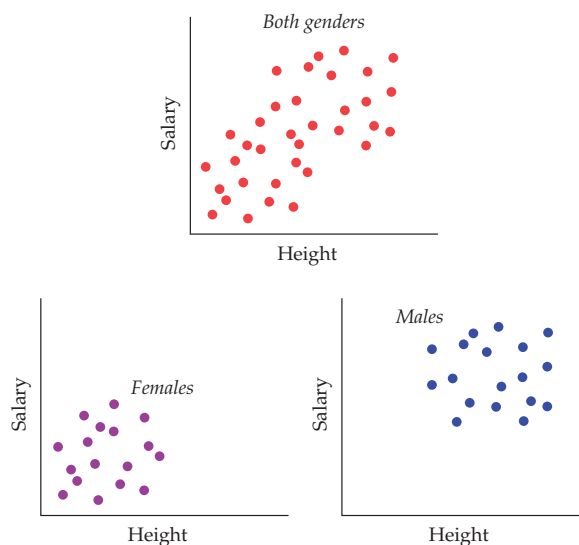 Both genders
Salary
Height
Females
Salary
Height
Males
Salary
Height